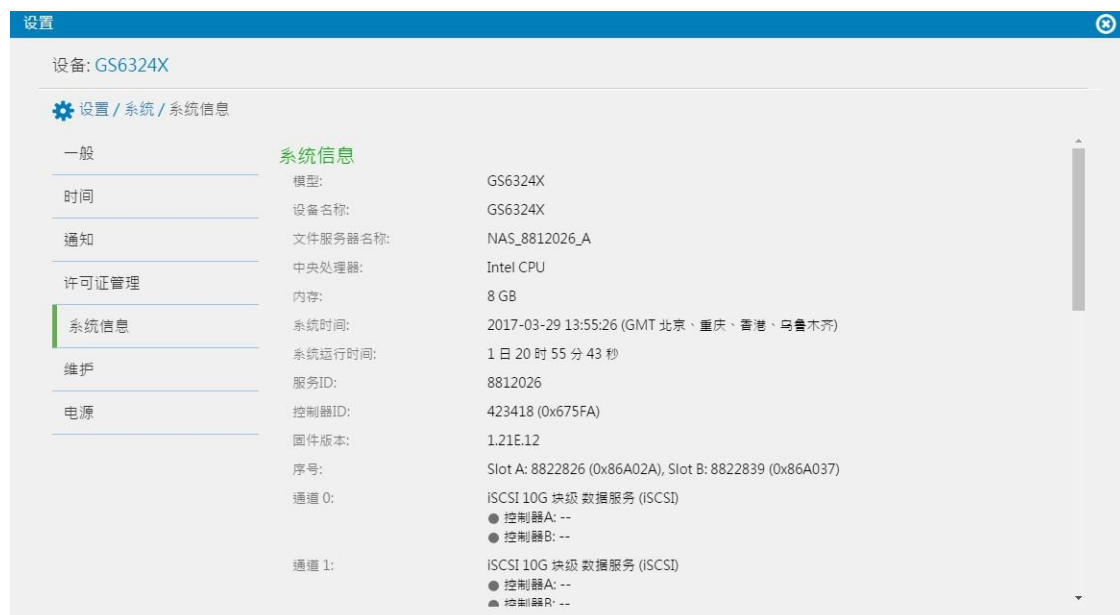 设置
设备: GS6324X
设置 / 系统 / 系统信息
一般
时间
通知
许可证管理
系统信息
维护
电源
系统信息
模型: GS6324X
设备名称: GS6324X
文件服务器名称: NAS_8812026_A
中央处理器: Intel CPU
内存: 8 GB
系统时间: 2017-03-29 13:55:26 (GMT 北京、重庆、香港、乌鲁木齐)
系统运行时间: 1 日 20 时 55 分 43 秒
服务ID: 8812026
控制器ID: 423418 (0x675FA)
固件版本: 1.21E.12
序号: Slot A: 8822826 (0x86A02A), Slot B: 8822839 (0x86A037)
通道 0: iSCSI 10G 块级 数据服务 (iSCSI)
控制器A: --
控制器B: --
通道 1: iSCSI 10G 块级 数据服务 (iSCSI)
控制器A: --
控制器B: --